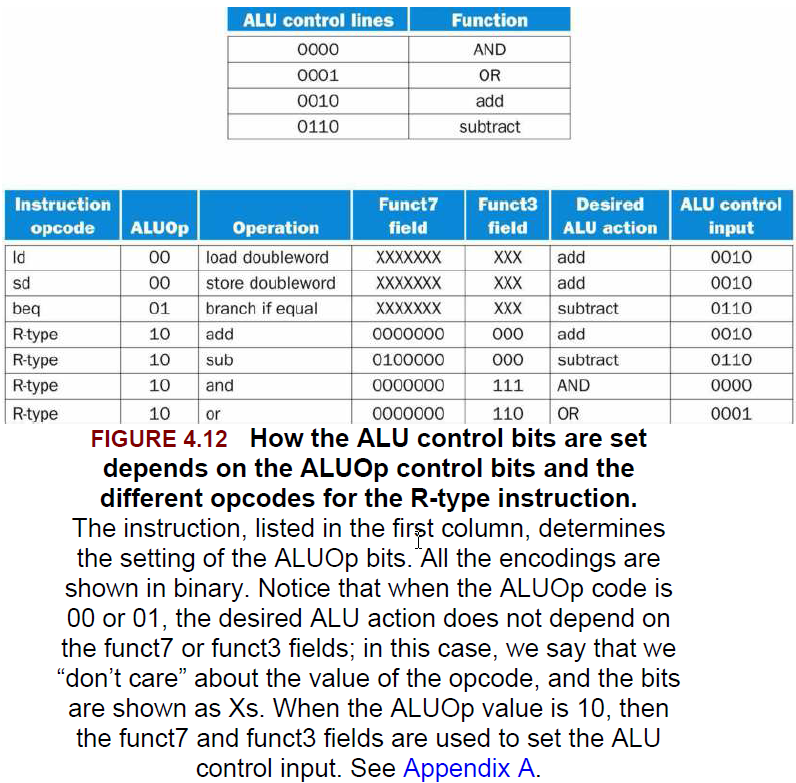 ALU control lines Function
0000 AND
0001 OR
0010 add
0110 subtract
Instruction opcode ALUOp Operation Funct7 field Funct3 field Desired ALU action ALU control input
ld 00 load doubleword XXXXXXX XXX add 0010
sd 00 store doubleword XXXXXXX XXX add 0010
beq 01 branch if equal XXXXXXX XXX subtract 0110
R-type 10 add 0000000 000 add 0010
R-type 10 sub 0100000 000 subtract 0110
R-type 10 and 0000000 111 AND 0000
R-type 10 or 0000000 110 OR 0001
FIGURE 4.12 How the ALU control bits are set
depends on the ALUOp control bits and the
different opcodes for the R-type instruction.
The instruction, listed in the first column, determines
the setting of the ALUOp bits. All the encodings are
shown in binary. Notice that when the ALUOp code is
00 or 01, the desired ALU action does not depend on
the funct7 or funct3 fields; in this case, we say that we
“don’t care” about the value of the opcode, and the bits
are shown as Xs. When the ALUOp value is 10, then
the funct7 and funct3 fields are used to set the ALU
control input. See Appendix A.